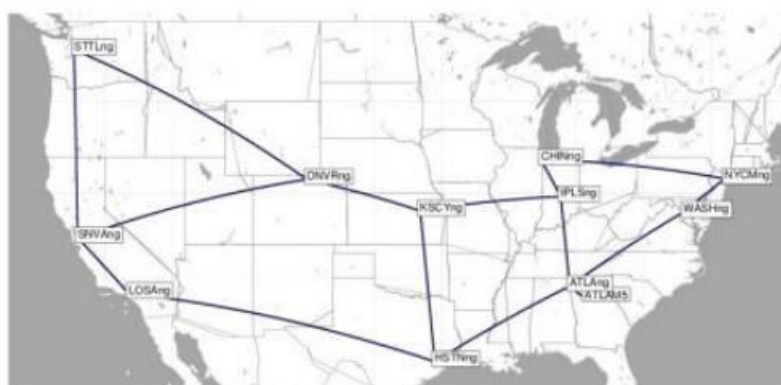 STTLng
CHINng
DNVRng
NYCMng
IPLSng
KSCYng
WASHng
SNVAng
ATLAng
LOSAng
ATLAM5
HSTNng